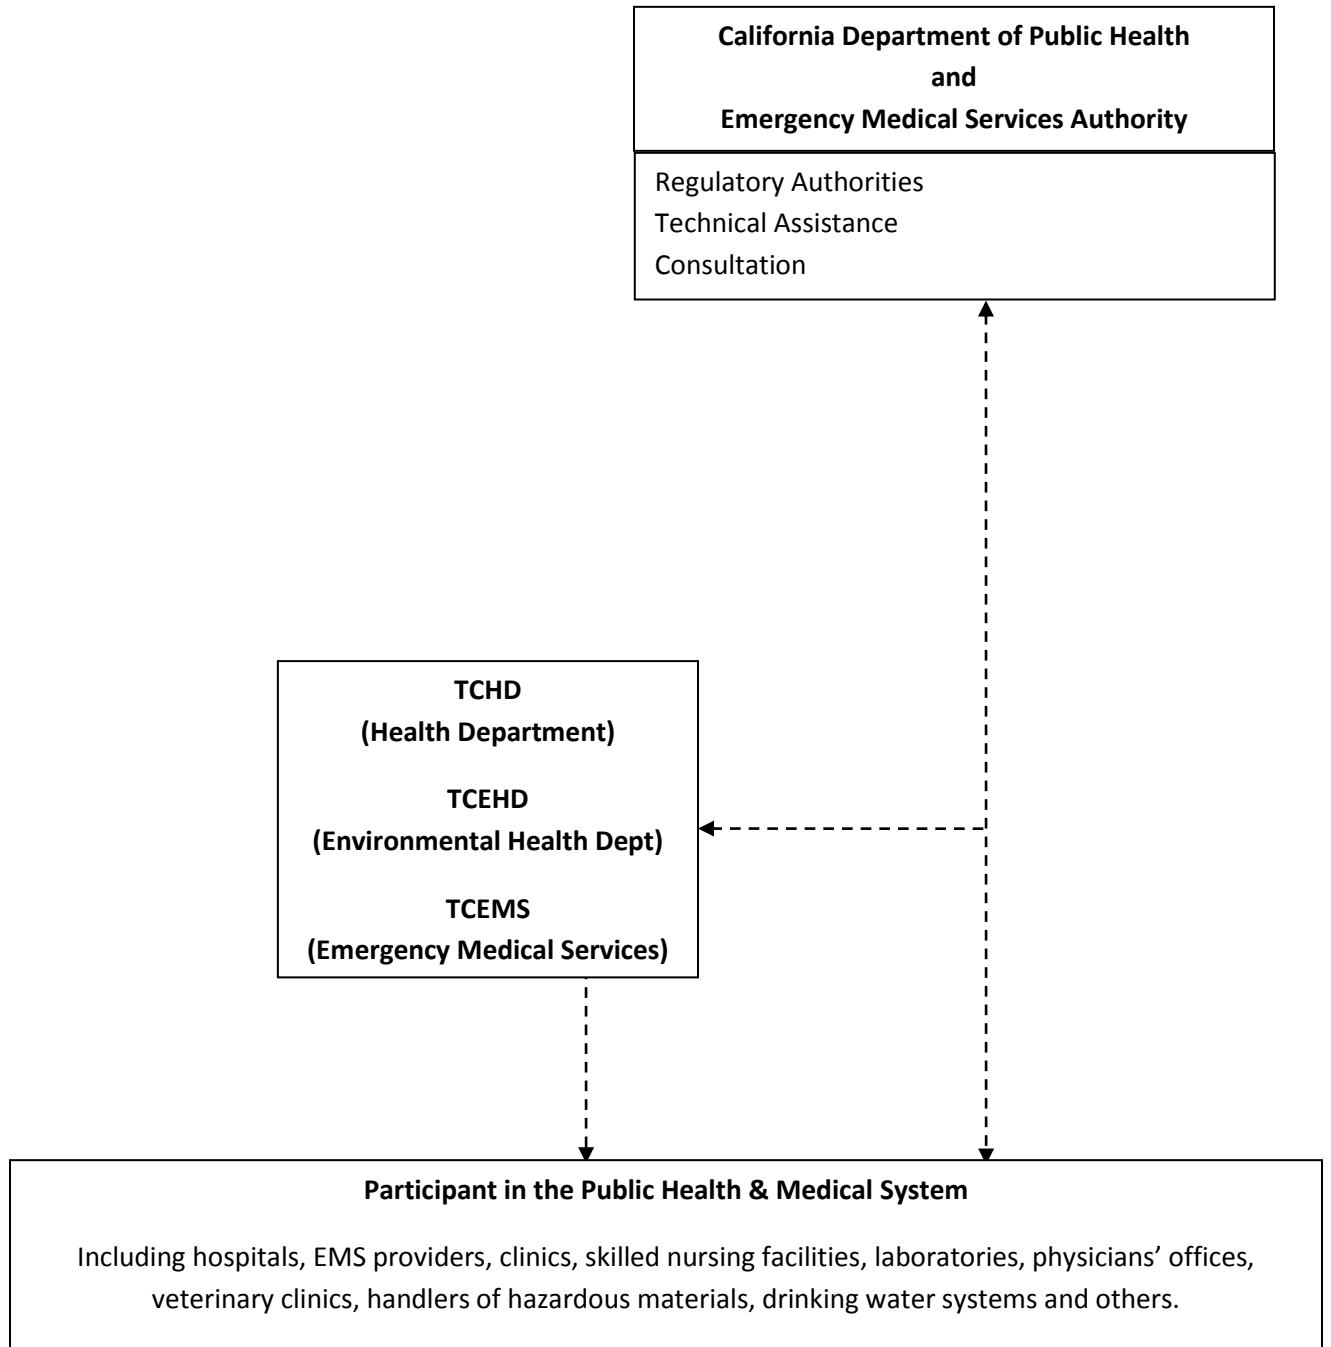 California Department of Public Health
and
Emergency Medical Services Authority
Regulatory Authorities
Technical Assistance
Consultation
TCHD
(Health Department)
TCEHD
(Environmental Health Dept)
TCEMS
(Emergency Medical Services)
Participant in the Public Health & Medical System
Including hospitals, EMS providers, clinics, skilled nursing facilities, laboratories, physicians’ offices,
veterinary clinics, handlers of hazardous materials, drinking water systems and others.